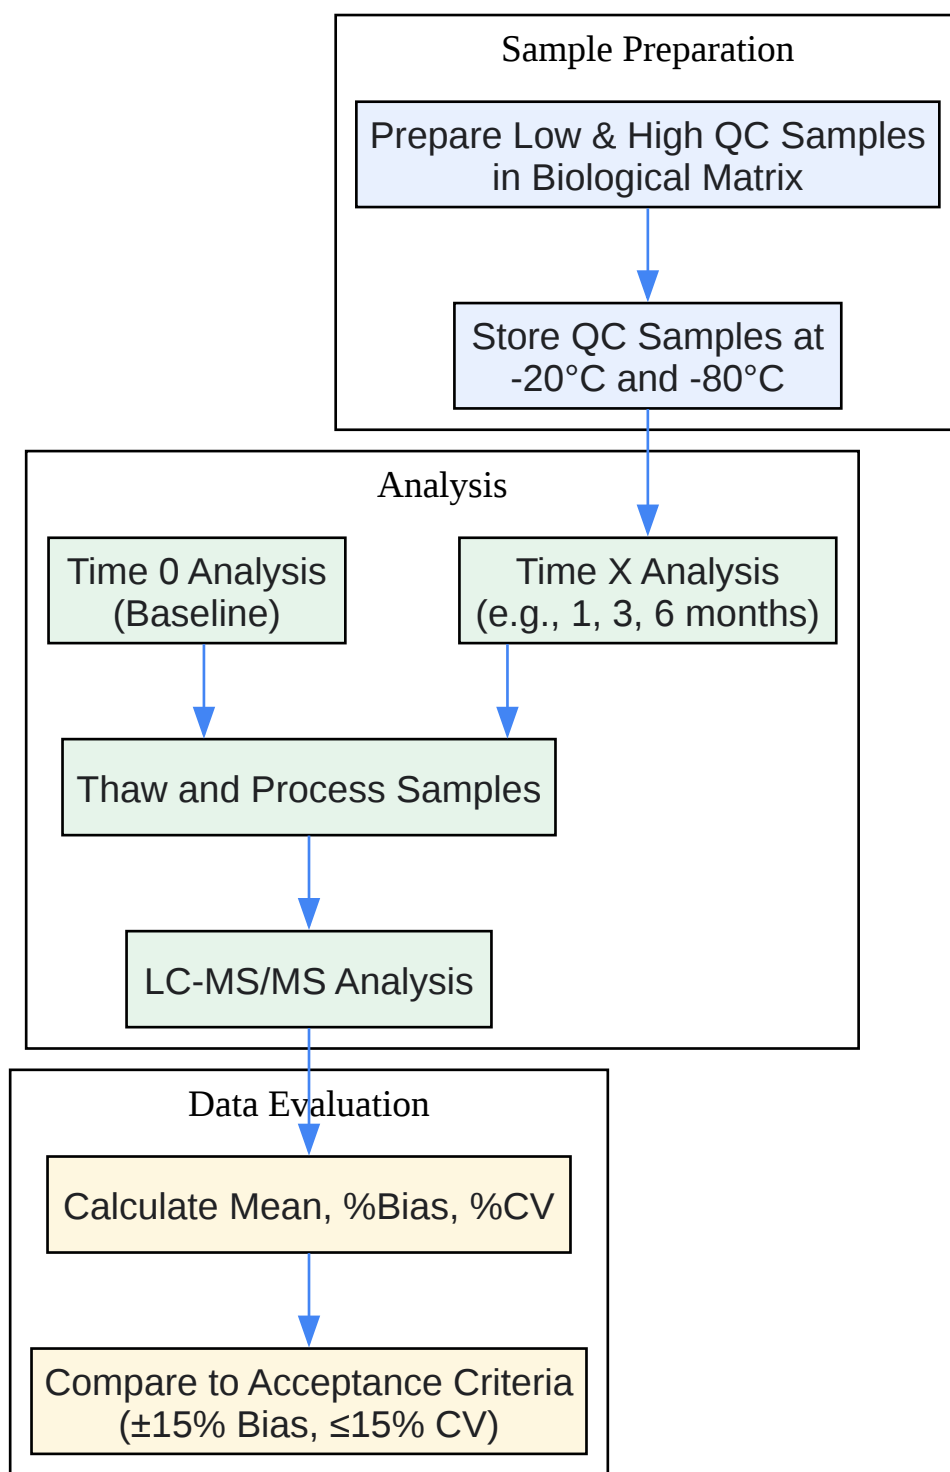 Sample Preparation
Prepare Low & High QC Samples
in Biological Matrix
Store QC Samples at
-20°C and -80°C
Analysis
Time 0 Analysis
(Baseline)
Time X Analysis
(e.g., 1, 3, 6 months)
Thaw and Process Samples
LC-MS/MS Analysis
Data Evaluation
Calculate Mean, %Bias, %CV
Compare to Acceptance Criteria
(±15% Bias, ≤15% CV)